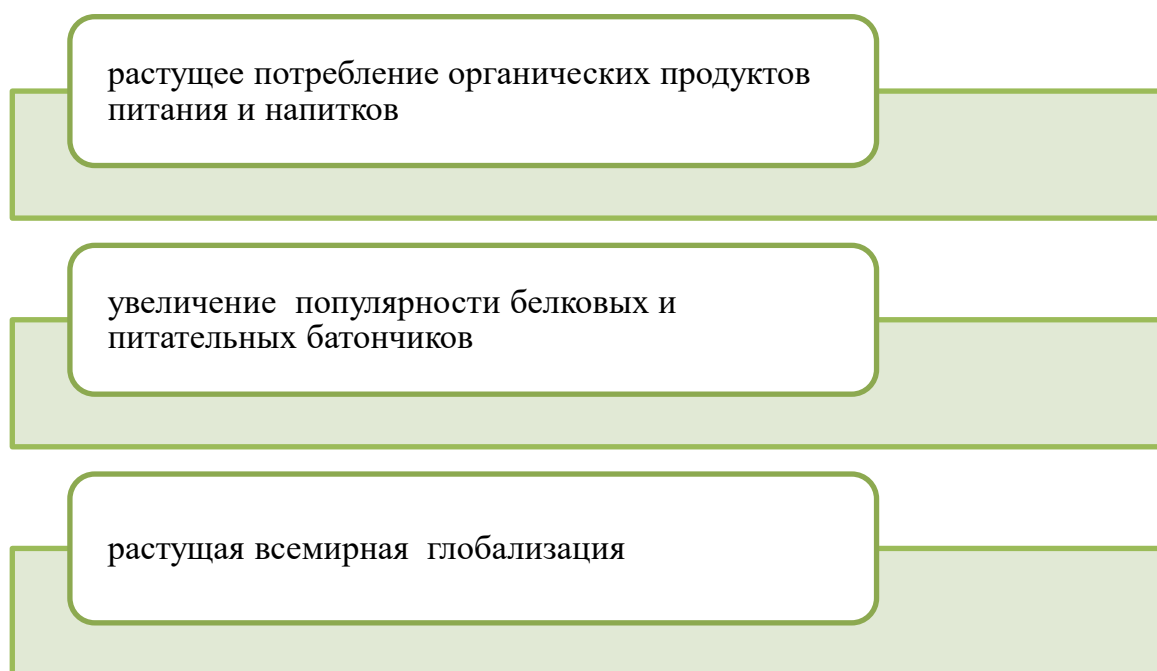 растущее потребление органических продуктов
питания и напитков
увеличение  популярности белковых и
питательных батончиков
растущая всемирная  глобализация